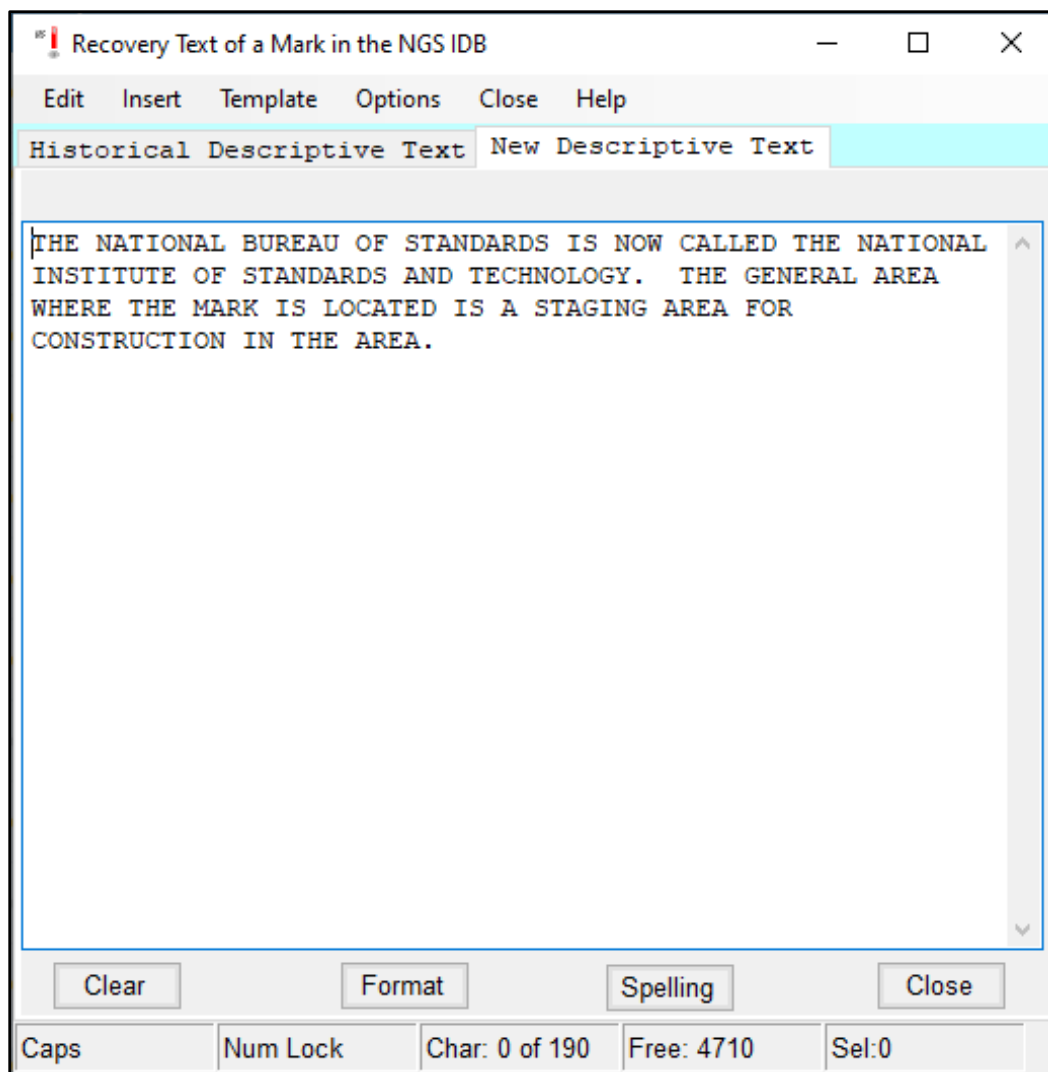 Recovery Text of a Mark in the NGS IDB
Edit Insert Template Options Close Help
Historical Descriptive Text New Descriptive Text
THE NATIONAL BUREAU OF STANDARDS IS NOW CALLED THE NATIONAL
INSTITUTE OF STANDARDS AND TECHNOLOGY.  THE GENERAL AREA
WHERE THE MARK IS LOCATED IS A STAGING AREA FOR
CONSTRUCTION IN THE AREA.
Clear Format Spelling Close
Caps Num Lock Char: 0 of 190 Free: 4710 Sel:0